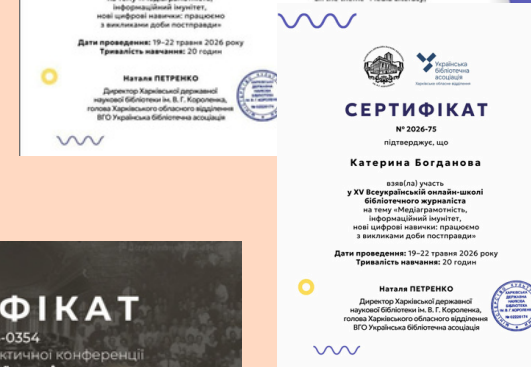 інформаційний імунітет,
нові цифрові навички: працюємо
з викликами доби постправди»
Дати проведення: 19–22 травня 2026 року
Тривалість навчання: 20 годин
Наталя ПЕТРЕНКО
Директор Харківської державної
наукової бібліотеки ім. В. Г. Короленка,
голова Харківського обласного відділення
ВГО Українська бібліотечна асоціація
Українська
бібліотечна
асоціація
СЕРТИФІКАТ
№ 2026-75
підтверджує, що
Катерина Богданова
взяв(ла) участь
у XV Всеукраїнській онлайн-школі
бібліотечного журналіста
на тему «Медіаграмотність,
інформаційний імунітет,
нові цифрові навички: працюємо
з викликами доби постправди»
Дати проведення: 19–22 травня 2026 року
Тривалість навчання: 20 годин
Наталя ПЕТРЕНКО
Директор Харківської державної
наукової бібліотеки ім. В. Г. Короленка,
голова Харківського обласного відділення
ВГО Українська бібліотечна асоціація
ФІКАТ
-0354
ктичної конференції